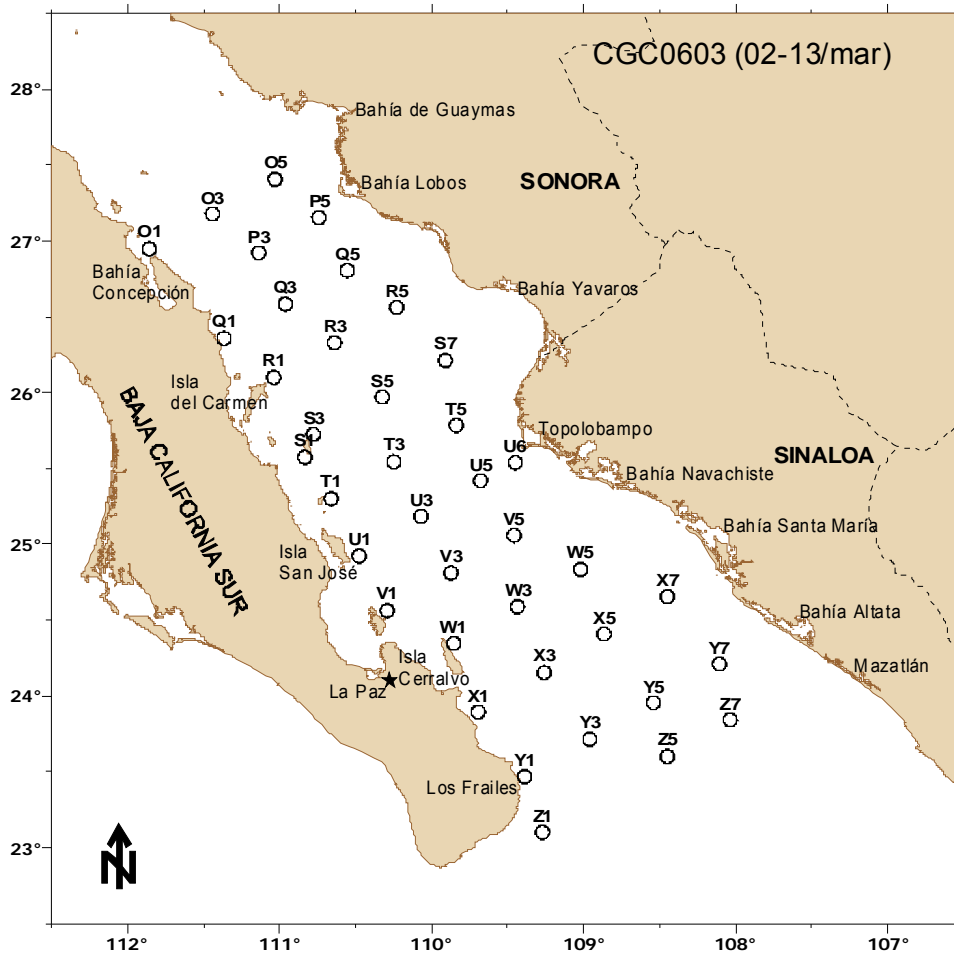 CGC0603 (02-13/mar)
28°
Bahía de Guaymas
O5
SONORA
Bahía Lobos
O3
P5
27°
O1
P3
Q5
Bahía
Concepción
Q3
R5
Bahía Yavaros
Q1
R3
S7
R1
26°
Isla
del Carmen
S5
BAJA CALIFORNIA SUR
S3
T5
Topolobampo
S1
T3
U6
SINALOA
U5
Bahía Navachiste
T1
U3
V5
Bahía Santa María
25°
U1
Isla
San José
V3
W5
V1
W3
X7
Bahía Altata
W1
X5
Isla
Cerralvo
X3
Y7
Mazatlán
24°
La Paz
X1
Y5
Z7
Y3
Z5
Y1
Los Frailes
Z1
23°
N
112°
111°
110°
109°
108°
107°